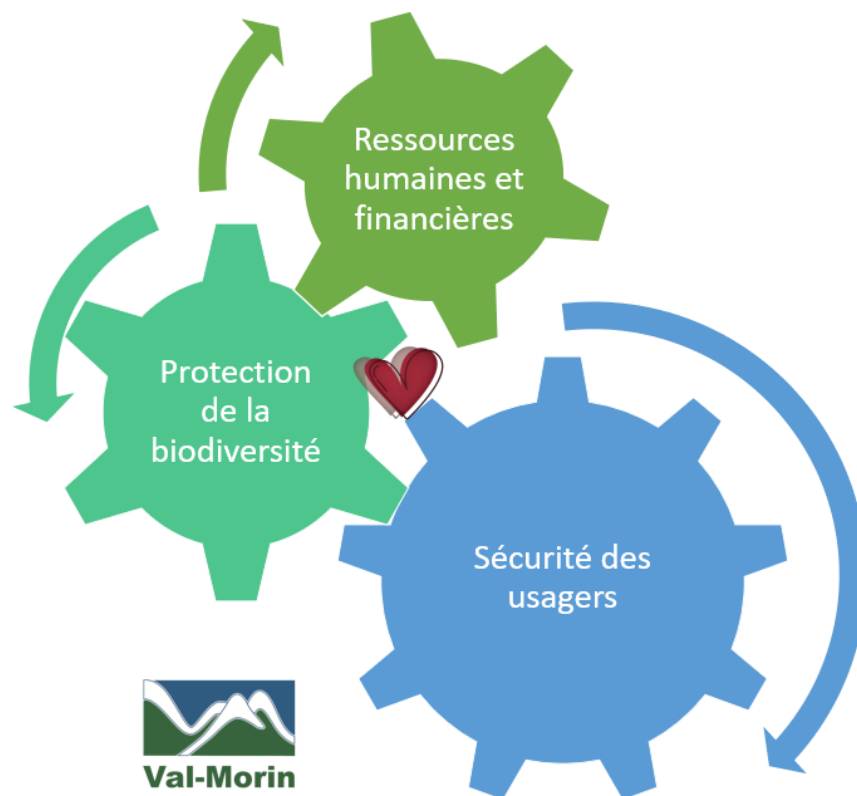 Ressources
humaines et
financières
Protection
de la
biodiversité
Sécurité des
usagers
Val-Morin